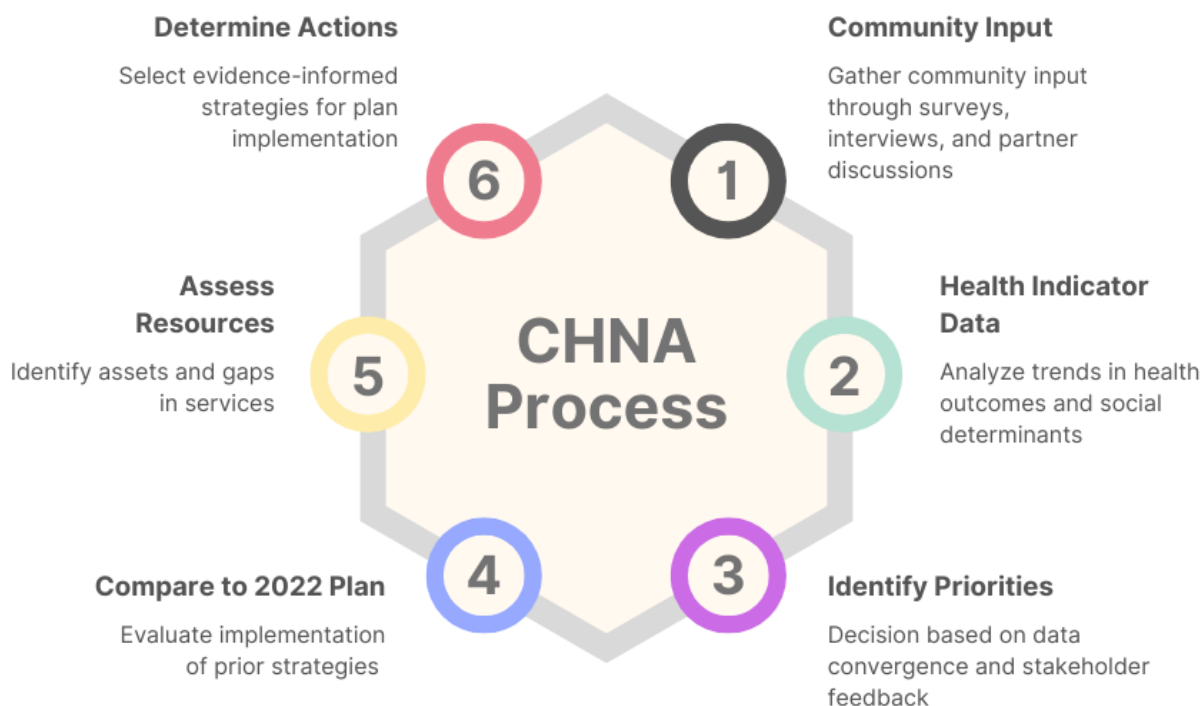 CHNA
Process
1
Community Input
Gather community input
through surveys,
interviews, and partner
discussions
2
Health Indicator
Data
Analyze trends in health
outcomes and social
determinants
3
Identify Priorities
Decision based on data
convergence and stakeholder
feedback
4
Compare to 2022 Plan
Evaluate implementation
of prior strategies
5
Assess
Resources
Identify assets and gaps
in services
6
Determine Actions
Select evidence-informed
strategies for plan
implementation